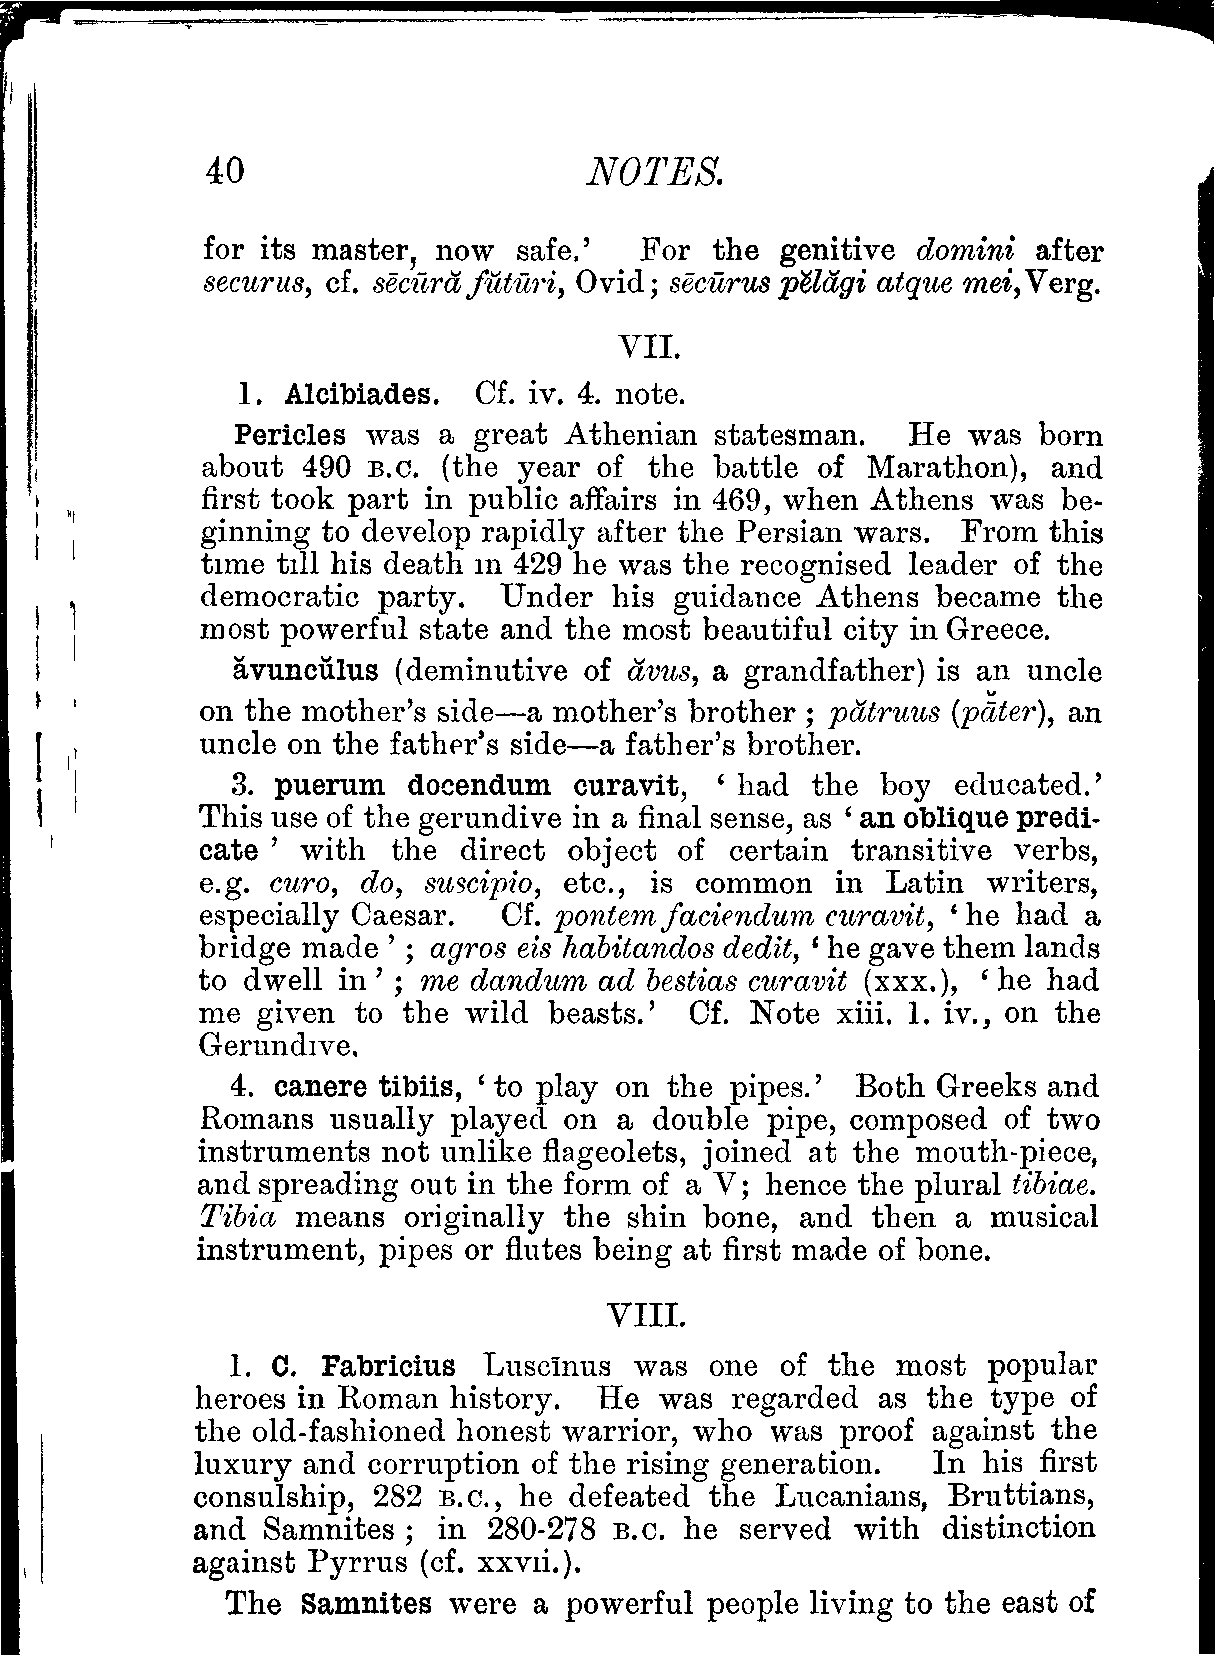 40 NOTES.
for its master, now safe.' For the genitive domini after
securus, cf. sēcūră fŭtūri, Ovid; sēcūrus pĕlăgi atque mei, Verg.
VII.
1. Alcibiades. Cf. iv. 4. note.
Pericles was a great Athenian statesman. He was born
about 490 B.C. (the year of the battle of Marathon), and
first took part in public affairs in 469, when Athens was be-
ginning to develop rapidly after the Persian wars. From this
time till his death in 429 he was the recognised leader of the
democratic party. Under his guidance Athens became the
most powerful state and the most beautiful city in Greece.
ăvuncŭlus (deminutive of ăvus, a grandfather) is an uncle
on the mother's side—a mother's brother ; pătruus (păter), an
uncle on the father's side—a father's brother.
3. puerum docendum curavit, ‘ had the boy educated.’
This use of the gerundive in a final sense, as ‘ an oblique predi-
cate ’ with the direct object of certain transitive verbs,
e.g. curo, do, suscipio, etc., is common in Latin writers,
especially Caesar. Cf. pontem faciendum curavit, ‘ he had a
bridge made ’ ; agros eis habitandos dedit, ‘ he gave them lands
to dwell in ’ ; me dandum ad bestias curavit (xxx.), ‘ he had
me given to the wild beasts.’ Cf. Note xiii. 1. iv., on the
Gerundive.
4. canere tibiis, ‘ to play on the pipes.’ Both Greeks and
Romans usually played on a double pipe, composed of two
instruments not unlike flageolets, joined at the mouth-piece,
and spreading out in the form of a V; hence the plural tibiae.
Tibia means originally the shin bone, and then a musical
instrument, pipes or flutes being at first made of bone.
VIII.
1. C. Fabricius Luscīnus was one of the most popular
heroes in Roman history. He was regarded as the type of
the old-fashioned honest warrior, who was proof against the
luxury and corruption of the rising generation. In his first
consulship, 282 B.C., he defeated the Lucanians, Bruttians,
and Samnites ; in 280-278 B.C. he served with distinction
against Pyrrus (cf. xxvii.).
The Samnites were a powerful people living to the east of